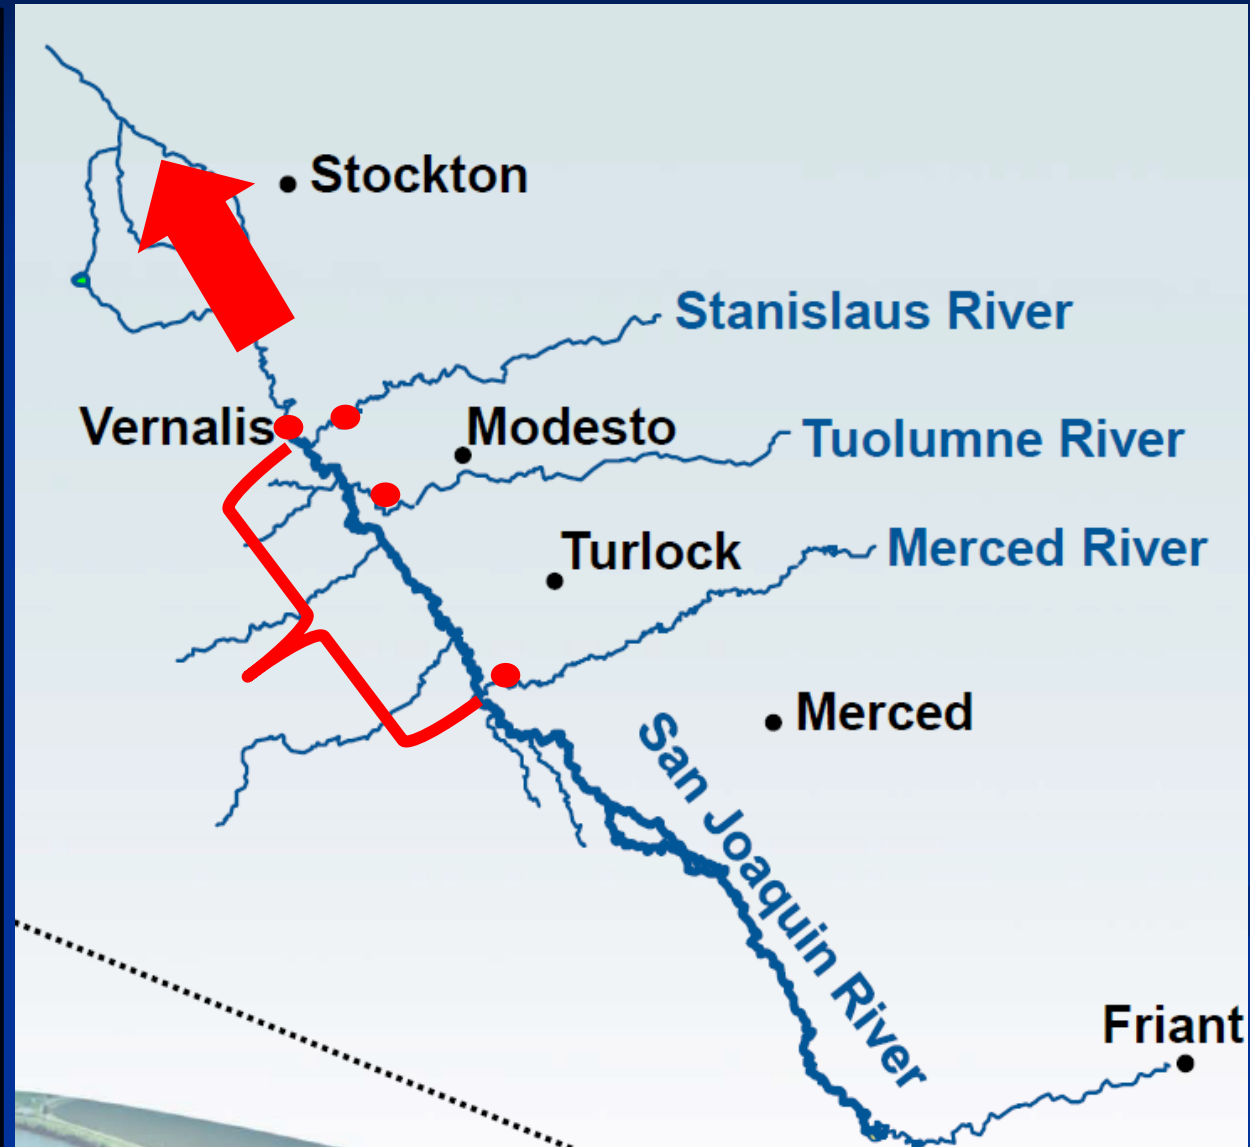 Stockton
Stanislaus River
Vernalis
Modesto
Tuolumne River
Turlock
Merced River
Merced
San Joaquin River
Friant